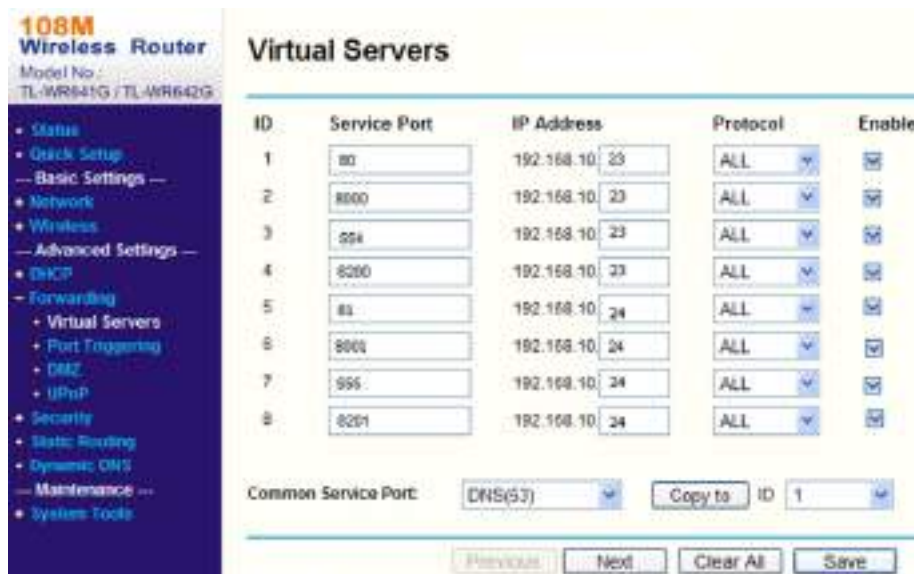 108M
Wireless Router
Model No.:
TL-WR641G / TL-WR642G
Virtual Servers
• Status
• Quick Setup
--- Basic Settings ---
• Network
• Wireless
--- Advanced Settings ---
• DHCP
− Forwarding
• Virtual Servers
• Port Triggering
• DMZ
• UPnP
• Security
• Static Routing
• Dynamic DNS
--- Maintenance ---
• System Tools
ID Service Port IP Address Protocol Enable
1 80 192.168.10. 23 ALL
2 8000 192.168.10. 23 ALL
3 554 192.168.10. 23 ALL
4 8200 192.168.10. 23 ALL
5 81 192.168.10. 24 ALL
6 8001 192.168.10. 24 ALL
7 555 192.168.10. 24 ALL
8 8201 192.168.10. 24 ALL
Common Service Port: DNS(53) Copy to ID 1
Previous Next Clear All Save